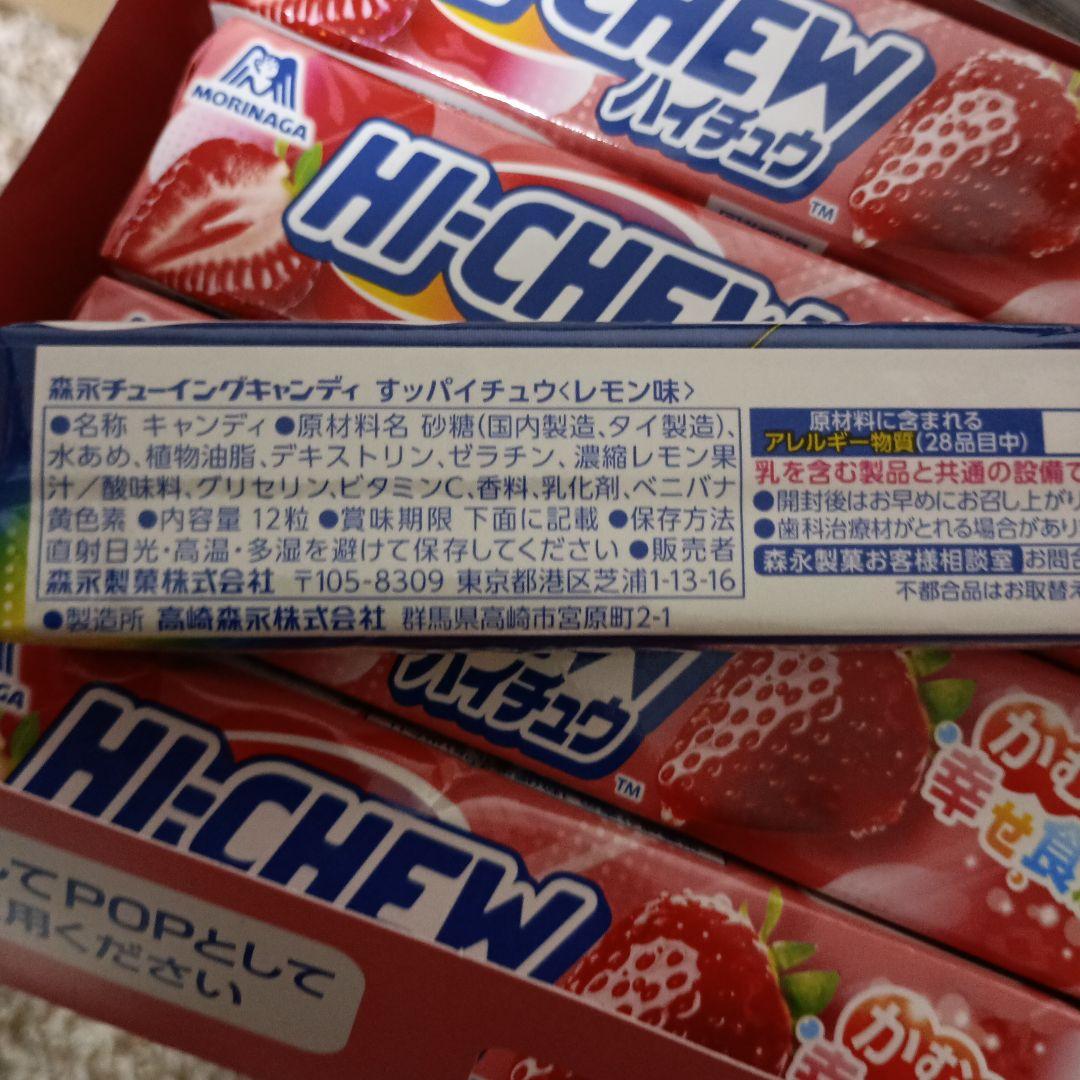 HI-CHEW
ハイチュウ
TM
MORINAGA
HI-CHEW
森永チューイングキャンディ すッパイチュウ<レモン味>
●名称 キャンディ ●原材料名 砂糖(国内製造、タイ製造)、
水あめ、植物油脂、デキストリン、ゼラチン、濃縮レモン果
汁/酸味料、グリセリン、ビタミンC、香料、乳化剤、ベニバナ
黄色素 ●内容量 12粒 ●賞味期限 下面に記載 ●保存方法
直射日光・高温・多湿を避けて保存してください ●販売者
森永製菓株式会社 〒105-8309 東京都港区芝浦1-13-16
●製造所 高崎森永株式会社 群馬県高崎市宮原町2-1
原材料に含まれる
アレルギー物質(28品目中)
乳を含む製品と共通の設備で
●開封後はお早めにお召し上がり
●歯科治療材がとれる場合があり
森永製菓お客様相談室 お問合
不都合品はお取替え
ハイチュウ
TM
かむ
幸せ食
HI-CHEW
かむ
してPOPとして
用ください